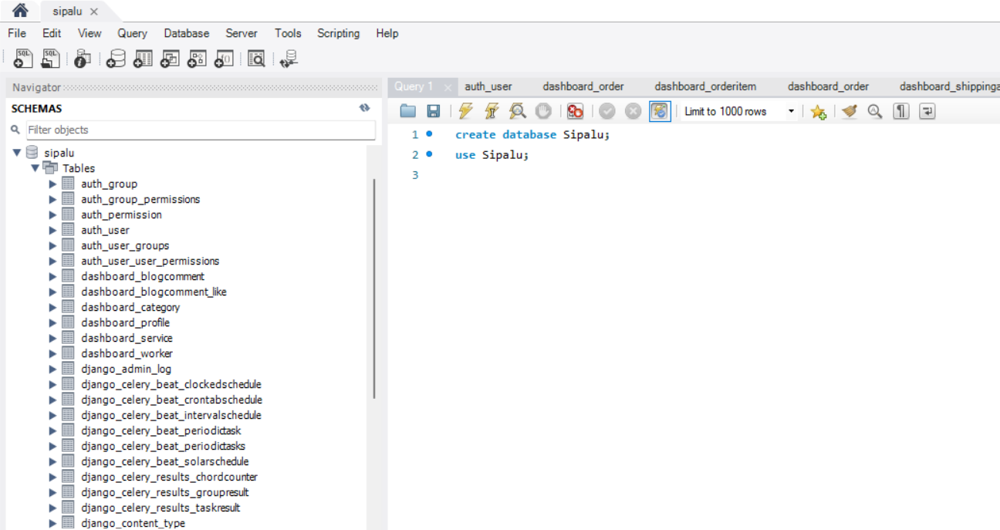 sipalu
File Edit View Query Database Server Tools Scripting Help
SQL SQL
Navigator
SCHEMAS
Filter objects
sipalu
Tables
auth_group
auth_group_permissions
auth_permission
auth_user
auth_user_groups
auth_user_user_permissions
dashboard_blogcomment
dashboard_blogcomment_like
dashboard_category
dashboard_profile
dashboard_service
dashboard_worker
django_admin_log
django_celery_beat_clockedschedule
django_celery_beat_crontabschedule
django_celery_beat_intervalschedule
django_celery_beat_periodictask
django_celery_beat_periodictasks
django_celery_beat_solarschedule
django_celery_results_chordcounter
django_celery_results_groupresult
django_celery_results_taskresult
django_content_type
Query 1 auth_user dashboard_order dashboard_orderitem dashboard_order dashboard_shippinga
Limit to 1000 rows
1 create database Sipalu;
2 use Sipalu;
3